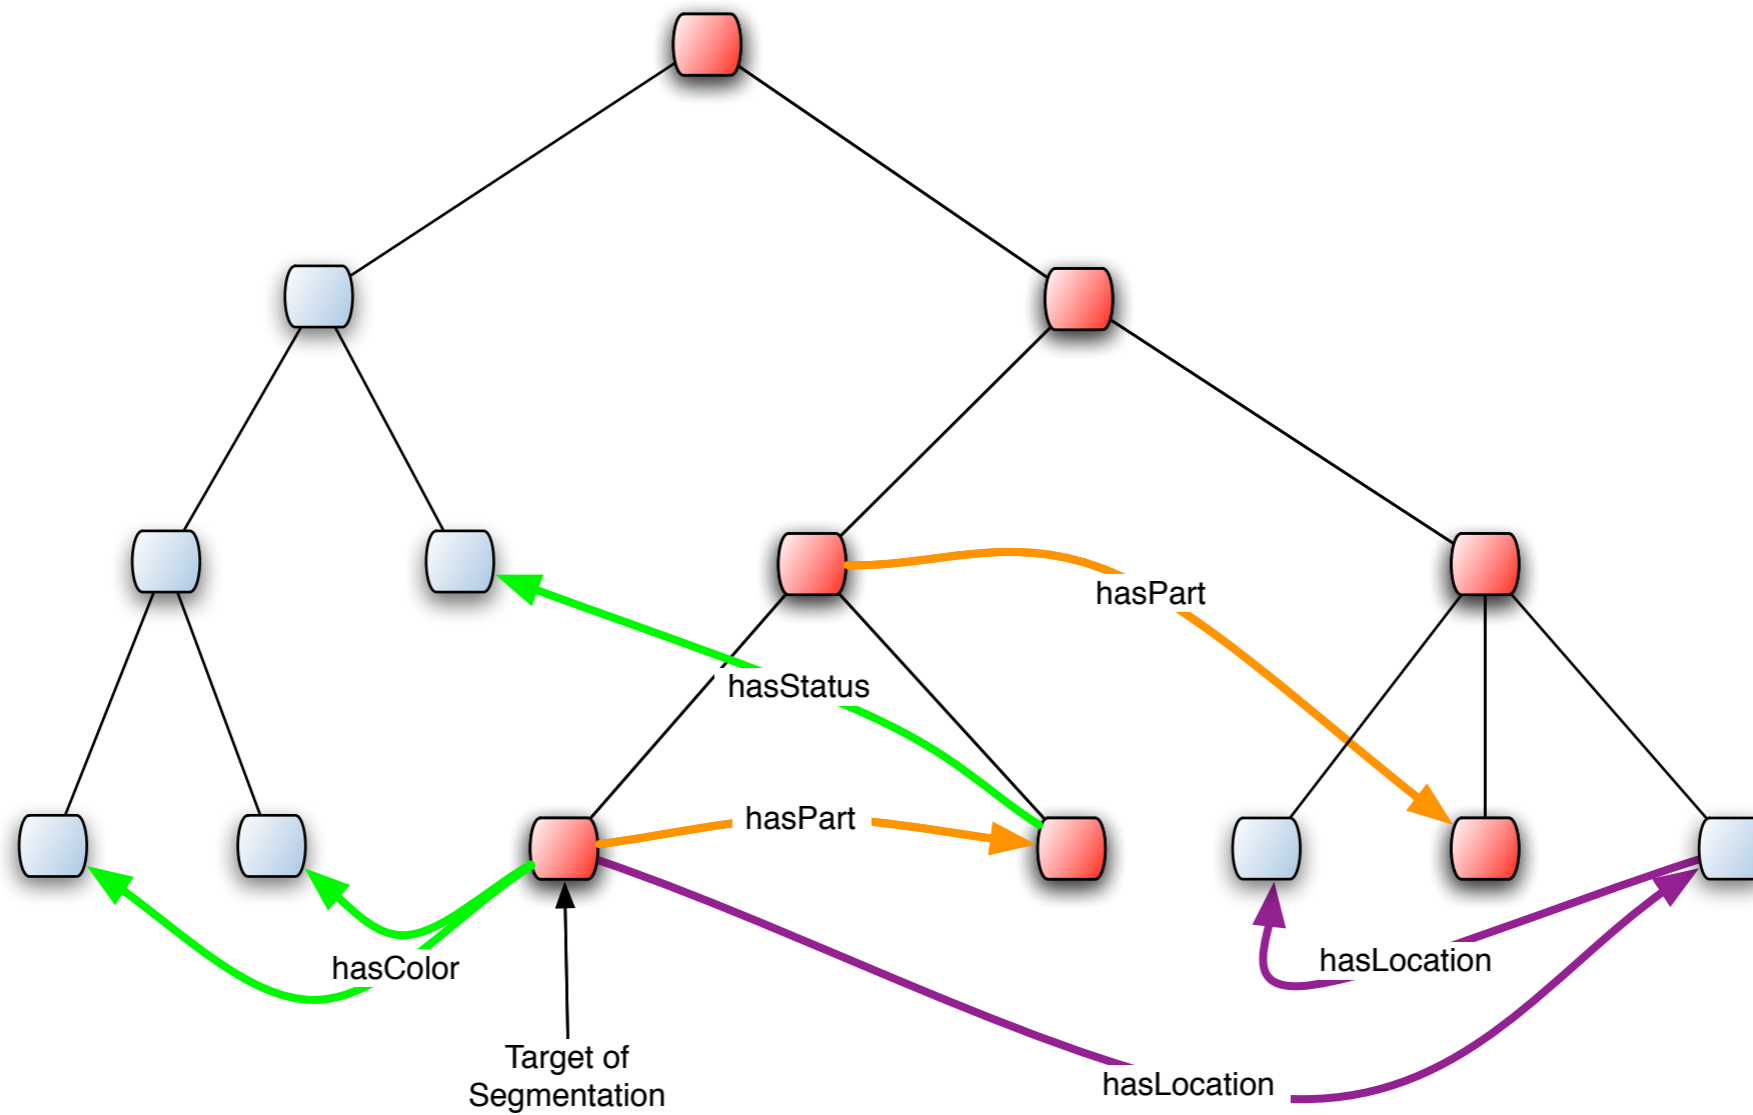 hasPart
hasStatus
hasPart
hasColor
hasLocation
Target of
Segmentation
hasLocation